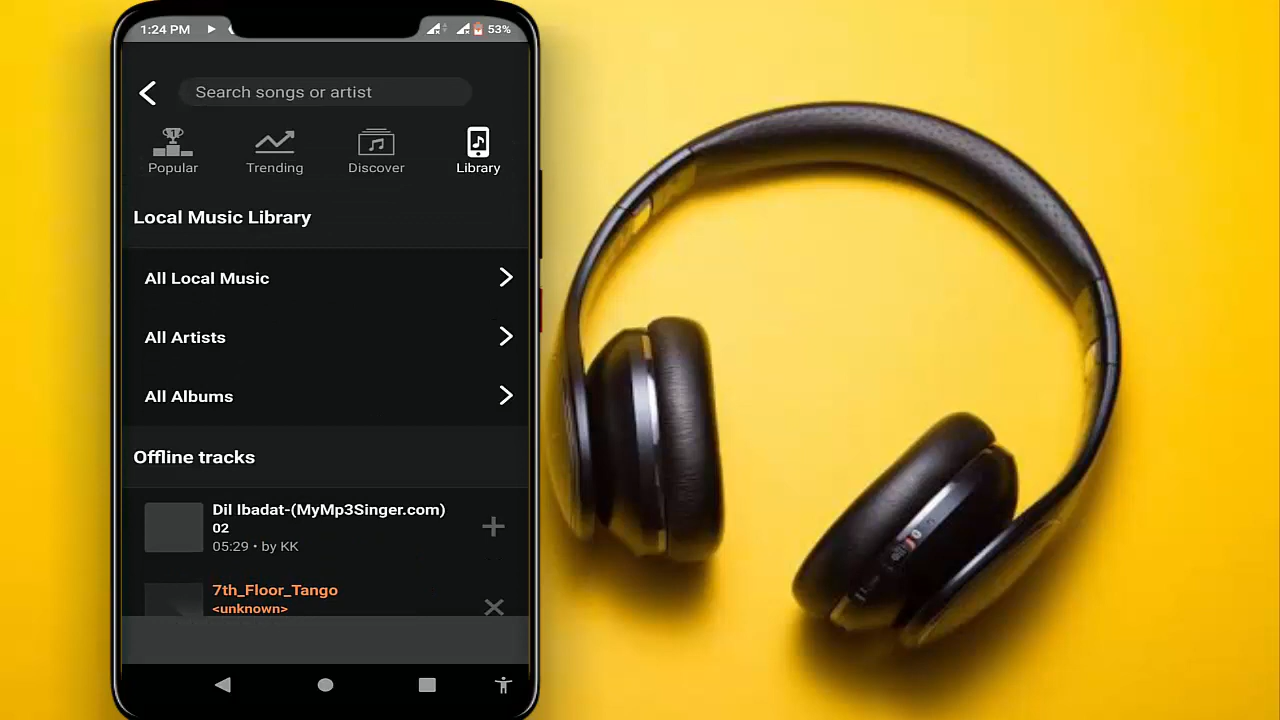 1:24 PM 53%
Search songs or artist
Popular Trending Discover Library
Local Music Library
All Local Music
All Artists
All Albums
Offline tracks
Dil Ibadat-(MyMp3Singer.com)
02
05:29 • by KK
7th_Floor_Tango
<unknown>